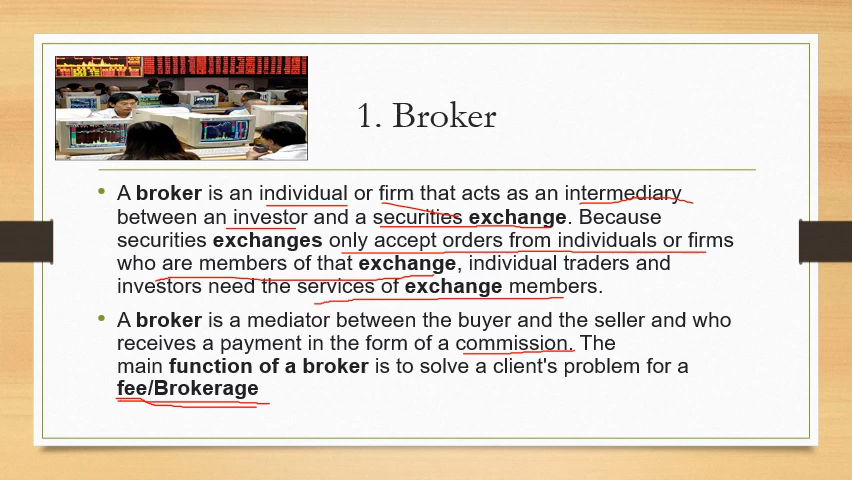 1. Broker
• A broker is an individual or firm that acts as an intermediary
between an investor and a securities exchange. Because
securities exchanges only accept orders from individuals or firms
who are members of that exchange, individual traders and
investors need the services of exchange members.
• A broker is a mediator between the buyer and the seller and who
receives a payment in the form of a commission. The
main function of a broker is to solve a client's problem for a
fee/Brokerage